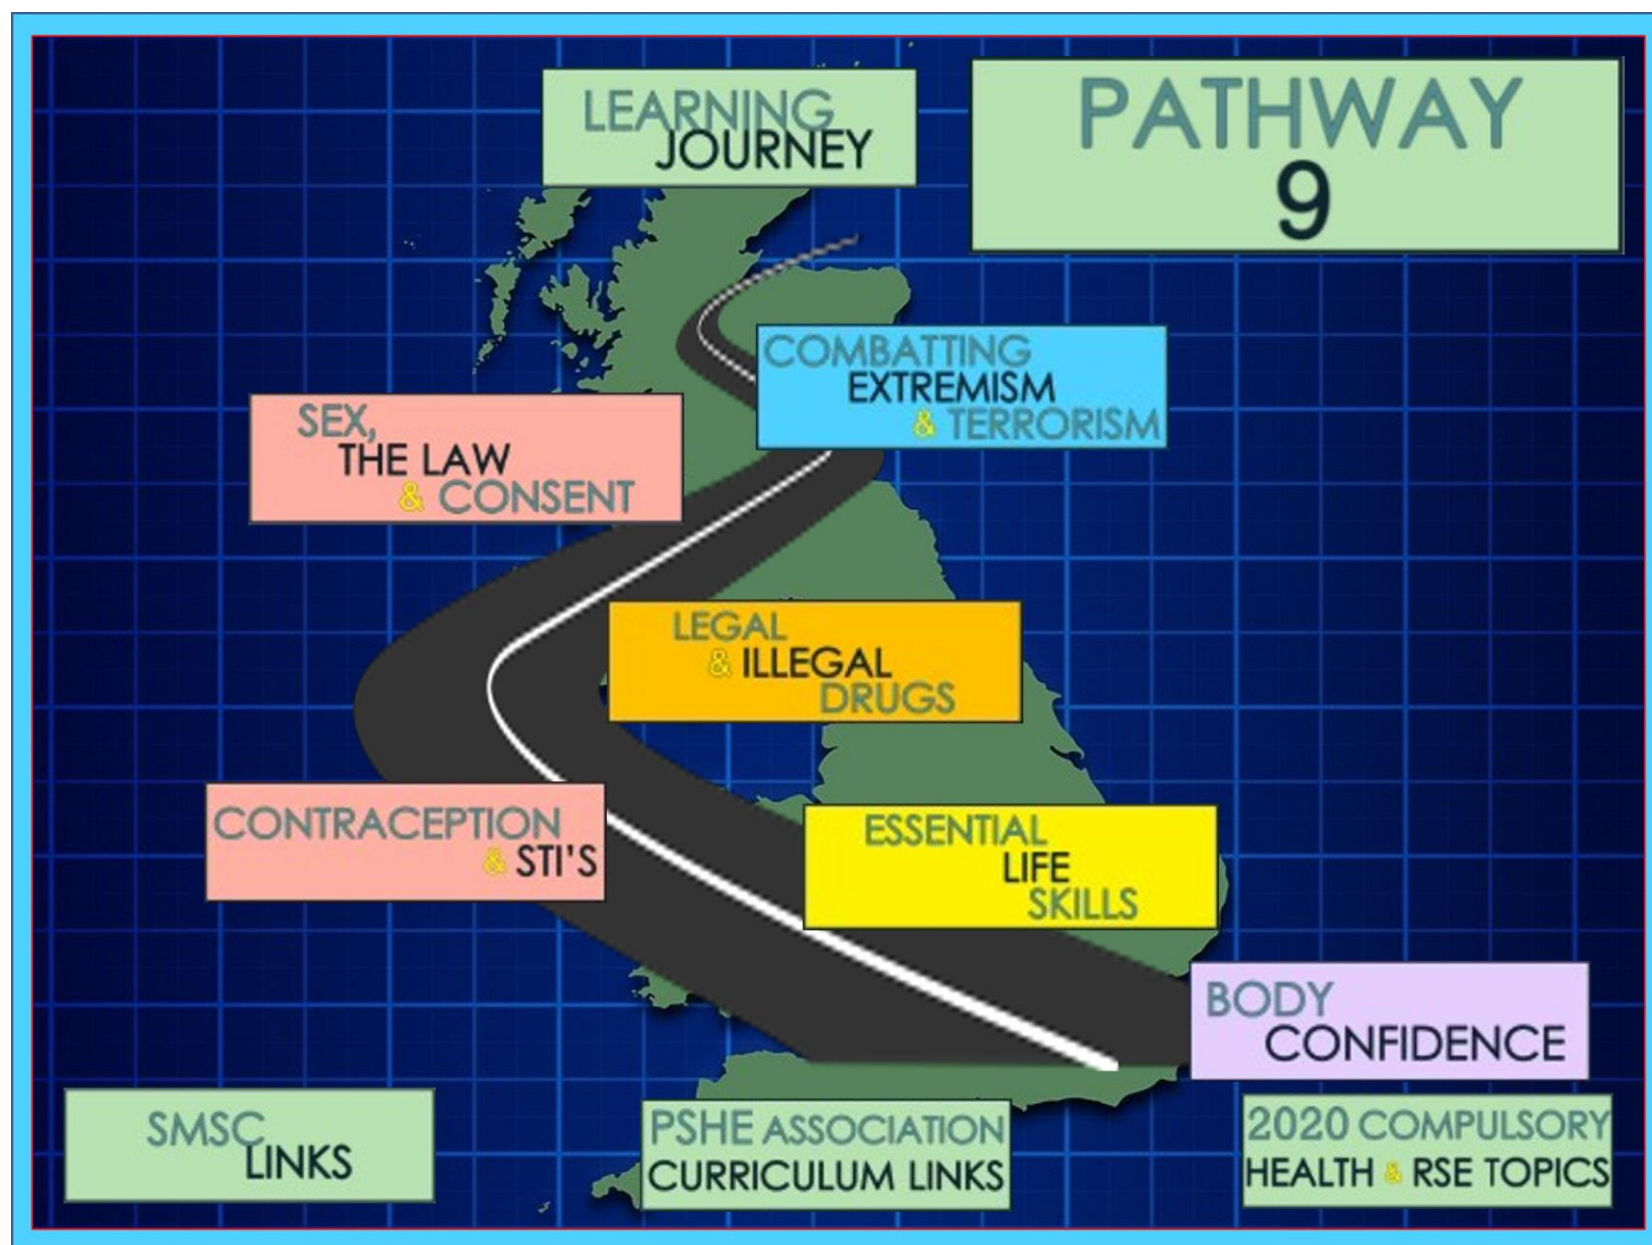 LEARNING
JOURNEY
PATHWAY
9
COMBATTING
EXTREMISM
& TERRORISM
SEX,
THE LAW
& CONSENT
LEGAL
& ILLEGAL
DRUGS
CONTRACEPTION
& STI'S
ESSENTIAL
LIFE
SKILLS
BODY
CONFIDENCE
SMSC
LINKS
PSHE ASSOCIATION
CURRICULUM LINKS
2020 COMPULSORY
HEALTH & RSE TOPICS